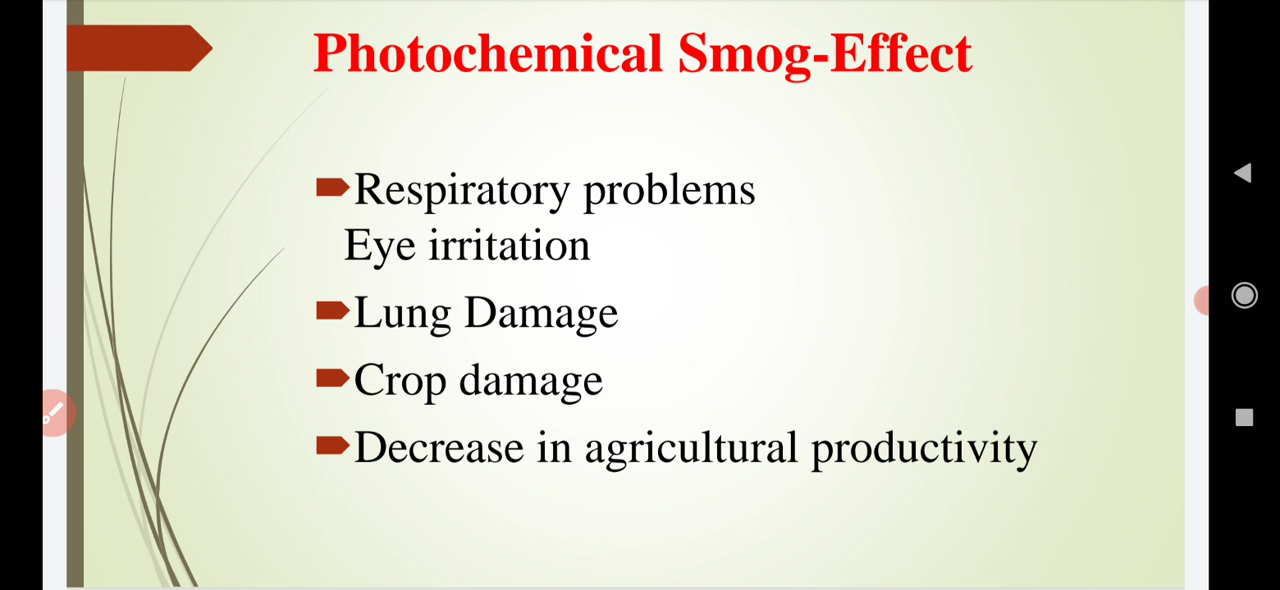 Photochemical Smog-Effect
Respiratory problems
Eye irritation
Lung Damage
Crop damage
Decrease in agricultural productivity